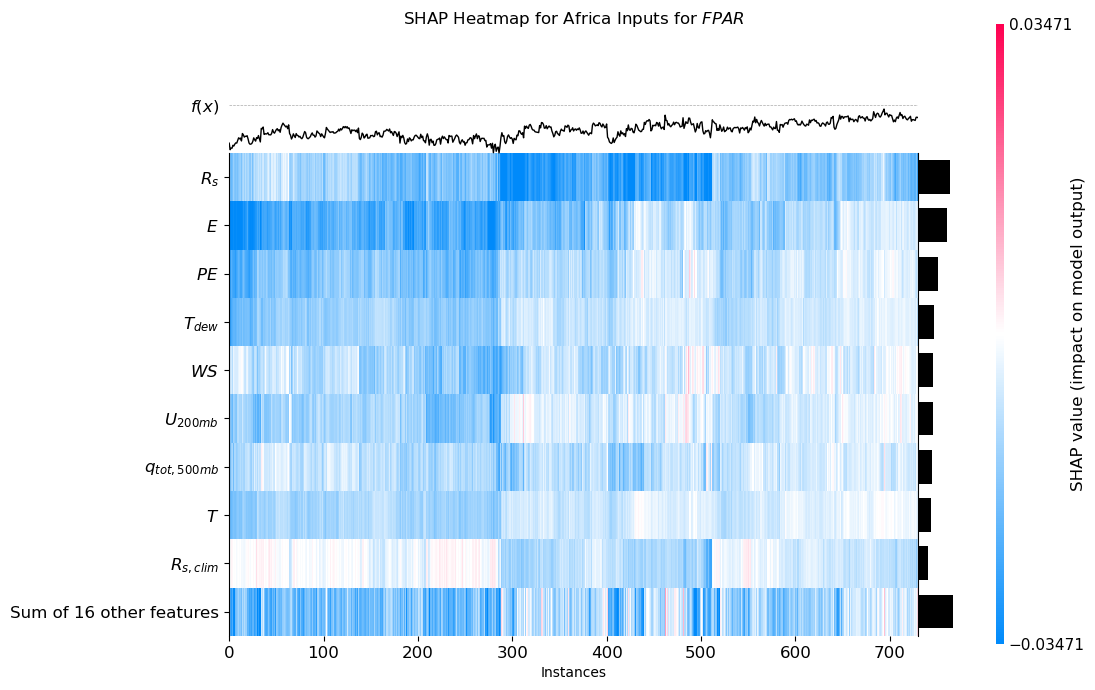 SHAP Heatmap for Africa Inputs for FPAR
0.03471
f(x)
R_s
E
PE
T_dew
WS
U_200mb
q_tot,500mb
T
R_s,clim
Sum of 16 other features
0 100 200 300 400 500 600 700
Instances
SHAP value (impact on model output)
−0.03471